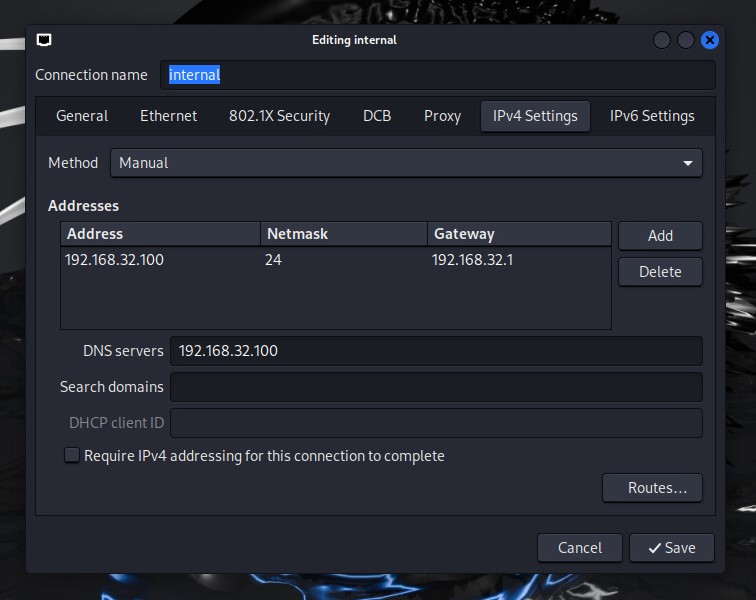 Editing internal
Connection name internal
General Ethernet 802.1X Security DCB Proxy IPv4 Settings IPv6 Settings
Method Manual
Addresses
Address Netmask Gateway
192.168.32.100 24 192.168.32.1
Add
Delete
DNS servers 192.168.32.100
Search domains
DHCP client ID
Require IPv4 addressing for this connection to complete
Routes...
Cancel Save